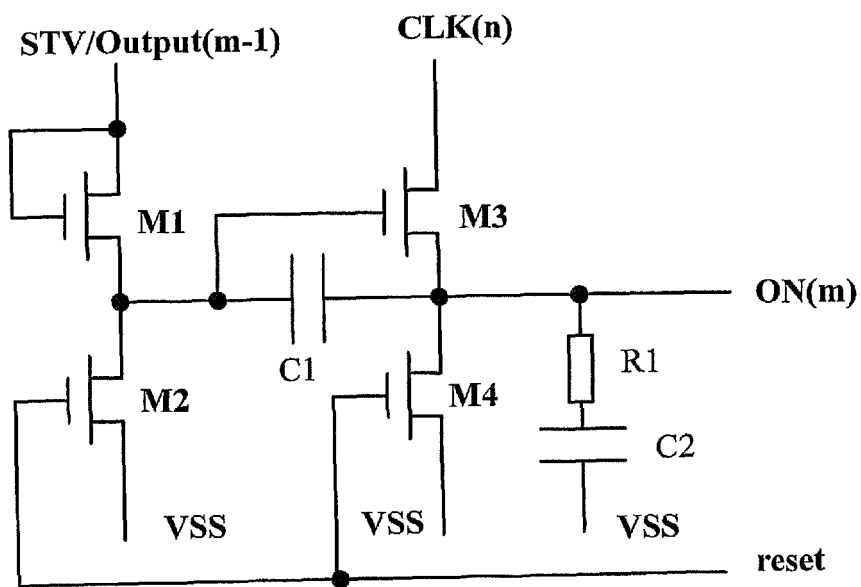 STV/Output(m-1)
CLK(n)
M1
M3
ON(m)
C1
R1
M2
M4
C2
VSS
VSS
VSS
reset